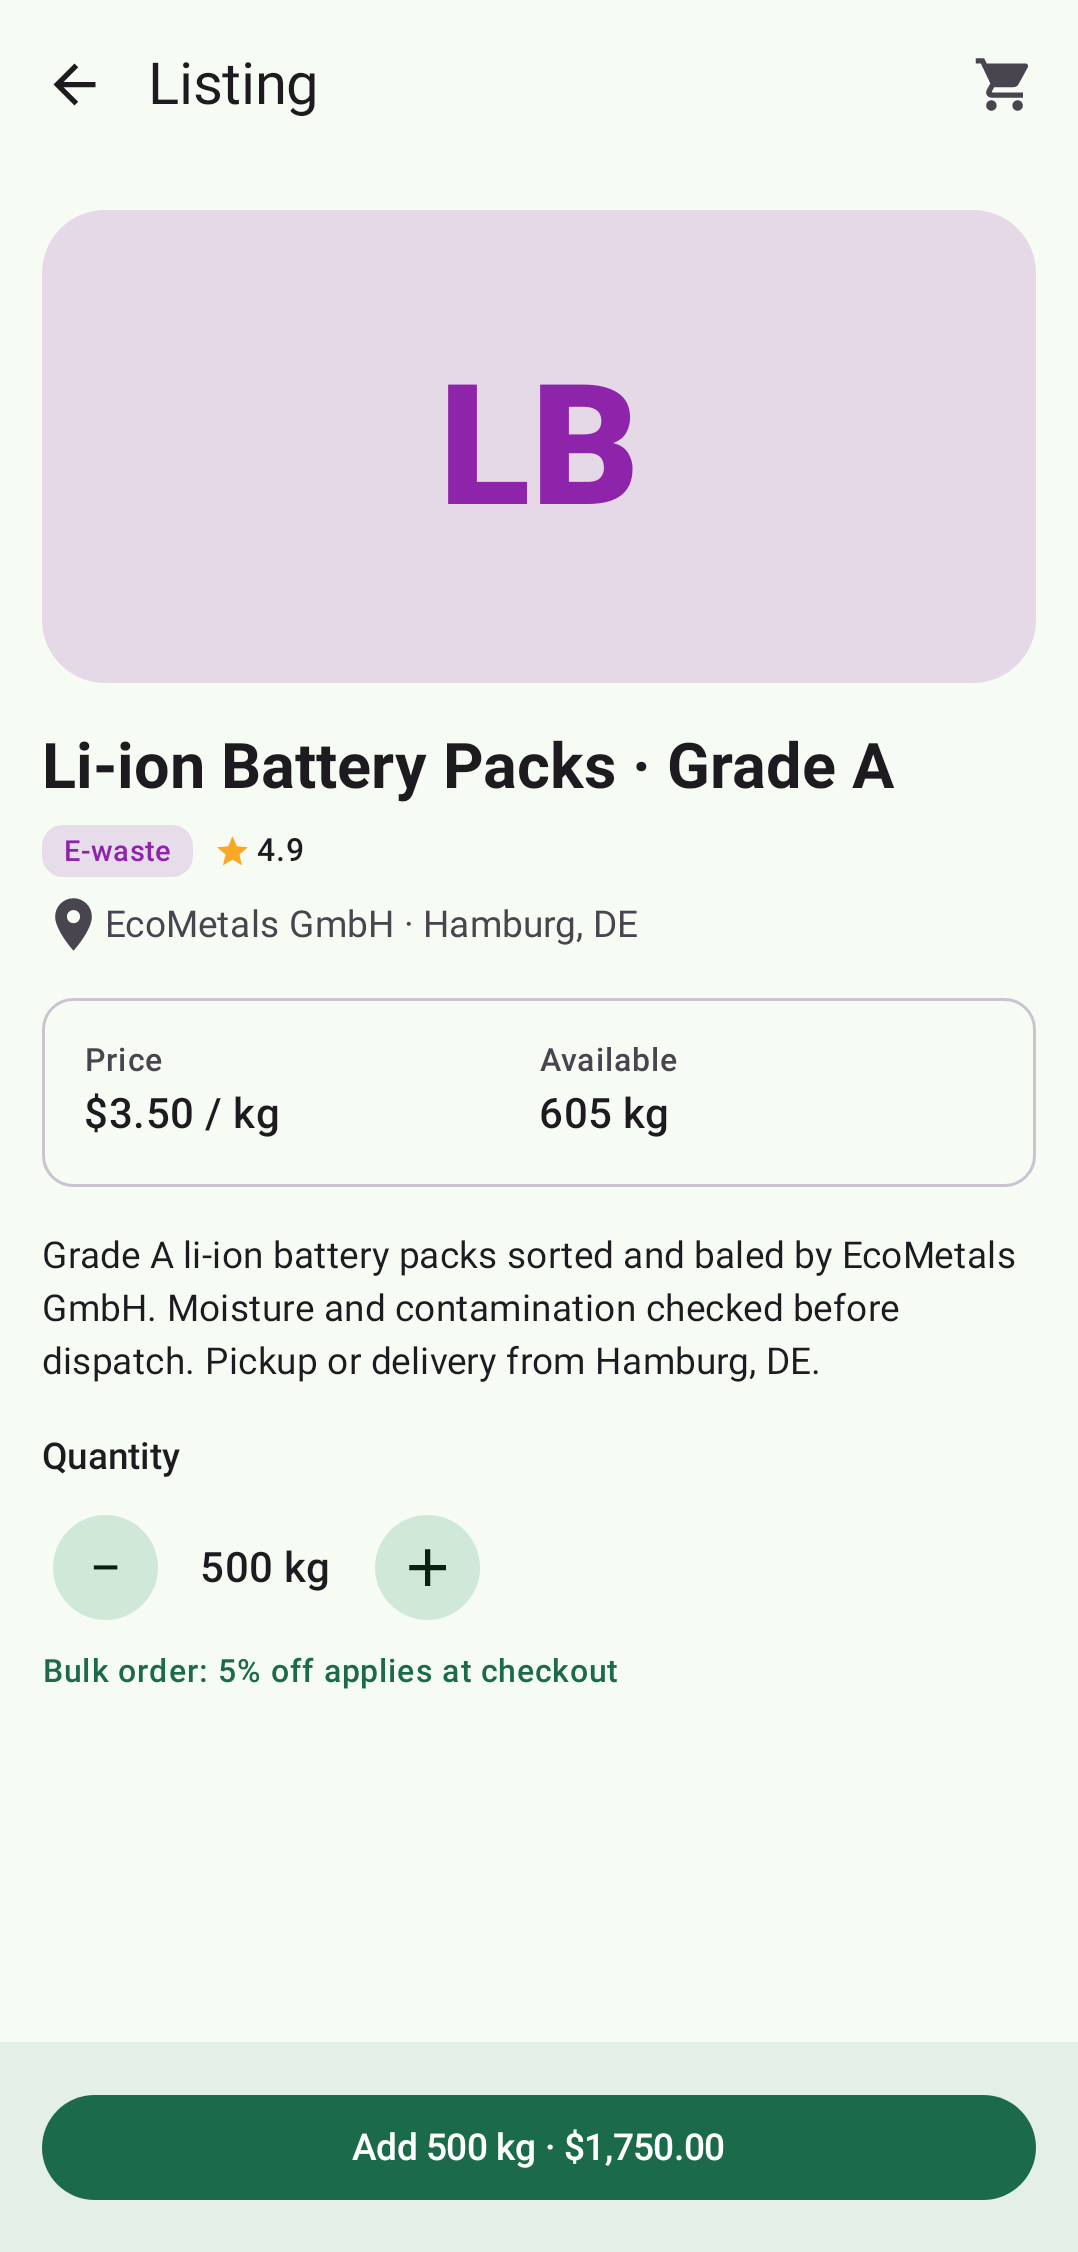 Listing
LB
Li-ion Battery Packs · Grade A
E-waste
4.9
EcoMetals GmbH · Hamburg, DE
Price
Available
$3.50 / kg
605 kg
Grade A li-ion battery packs sorted and baled by EcoMetals
GmbH. Moisture and contamination checked before
dispatch. Pickup or delivery from Hamburg, DE.
Quantity
− 500 kg +
Bulk order: 5% off applies at checkout
Add 500 kg · $1,750.00